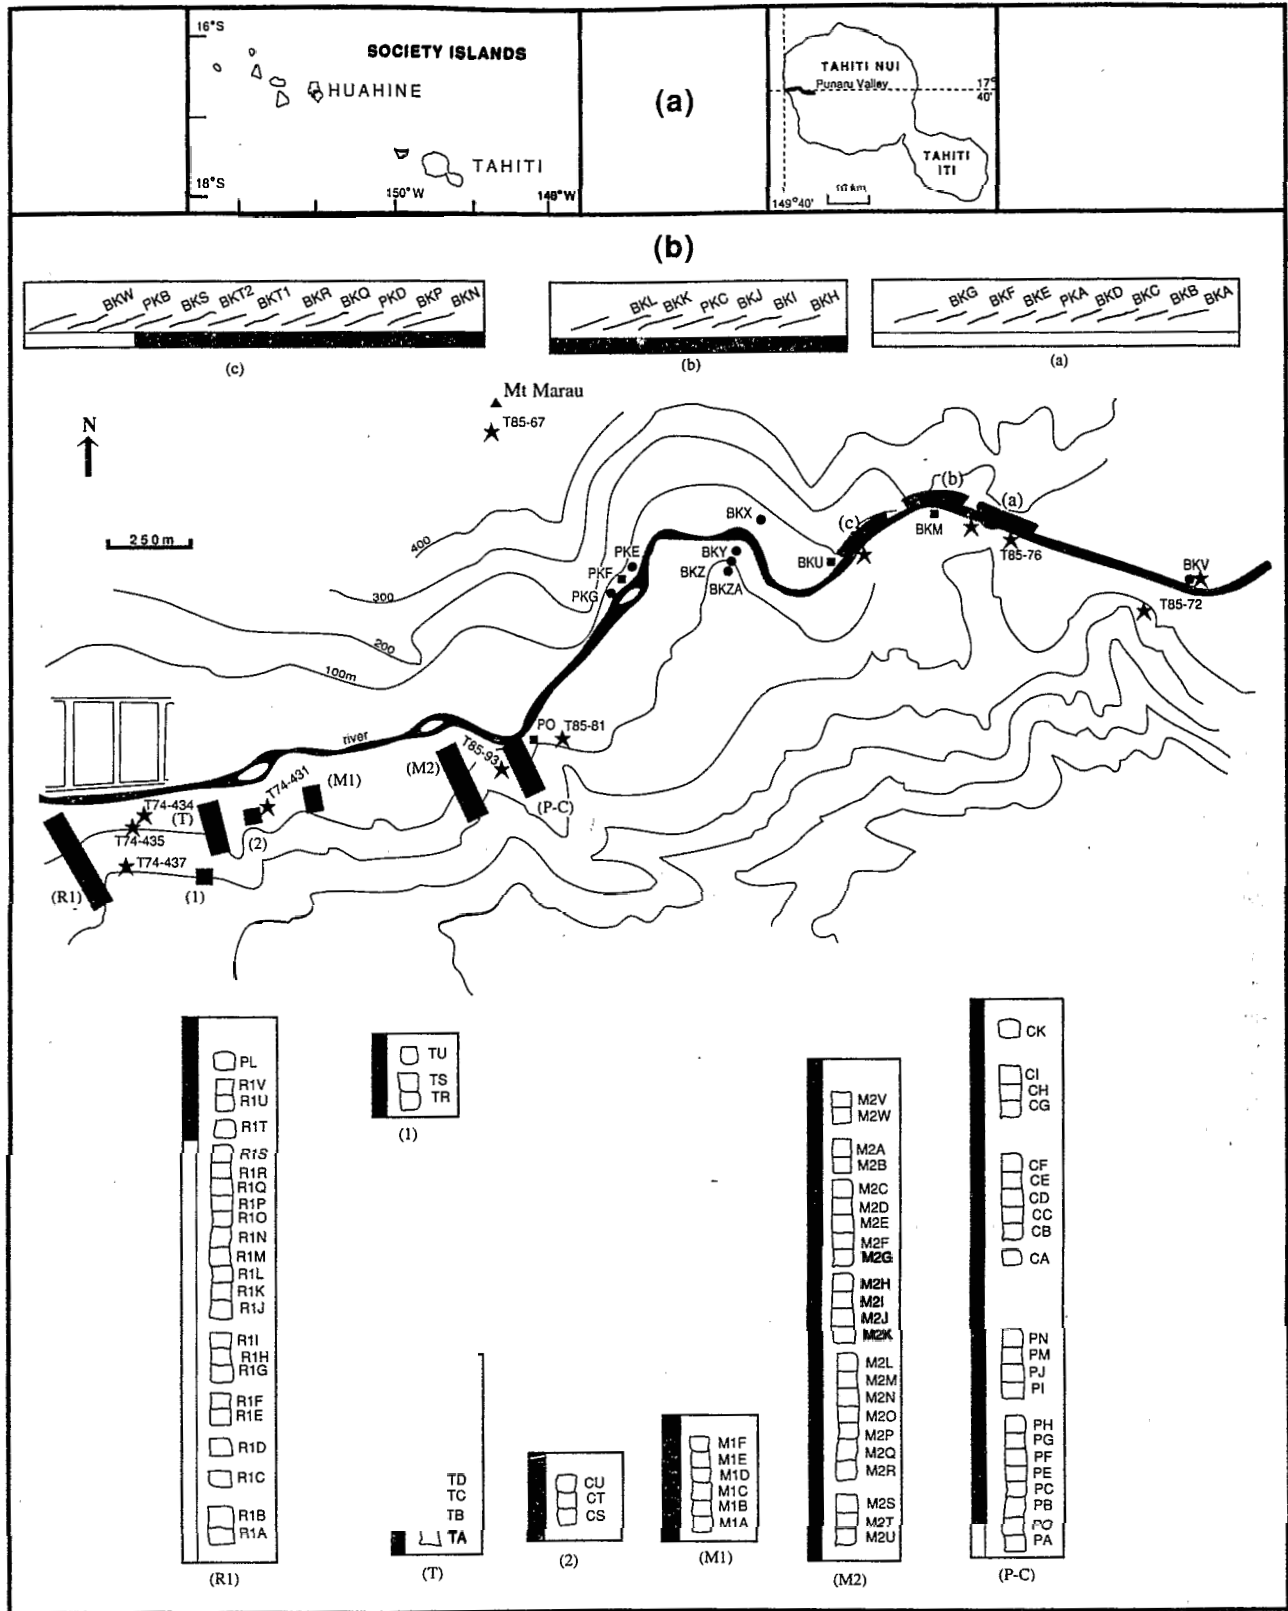 16°S
SOCIETY ISLANDS
HUAHINE
TAHITI
18°S
150°W
148°W
(a)
TAHITI NUI
Punaru Valley
17°
40'
TAHITI
ITI
10 km
149°40'
(b)
BKW PKB BKS BKT2 BKT1 BKR BKQ PKD BKP BKN
(c)
BKL BKK PKC BKJ BKI BKH
(b)
BKG BKF BKE PKA BKD BKC BKB BKA
(a)
Mt Marau
T85-67
N
250m
400
300
200
100m
BKX
PKE
PKF
PKG
BKY
BKZ
BKZA
BKU
(c)
(b)
BKM
(a)
T85-76
BKV
T85-72
river
PO
T85-81
T85-93
(M2)
(P-C)
T74-431
(M1)
T74-434
(T)
T74-435
(2)
T74-437
(R1)
(1)
PL
R1V
R1U
R1T
R1S
R1R
R1Q
R1P
R1O
R1N
R1M
R1L
R1K
R1J
R1I
R1H
R1G
R1F
R1E
R1D
R1C
R1B
R1A
(R1)
TU
TS
TR
(1)
TD
TC
TB
TA
(T)
CU
CT
CS
(2)
M1F
M1E
M1D
M1C
M1B
M1A
(M1)
M2V
M2W
M2A
M2B
M2C
M2D
M2E
M2F
M2G
M2H
M2I
M2J
M2K
M2L
M2M
M2N
M2O
M2P
M2Q
M2R
M2S
M2T
M2U
(M2)
CK
CI
CH
CG
CF
CE
CD
CC
CB
CA
PN
PM
PJ
PI
PH
PG
PF
PE
PC
PB
PA
(P-C)